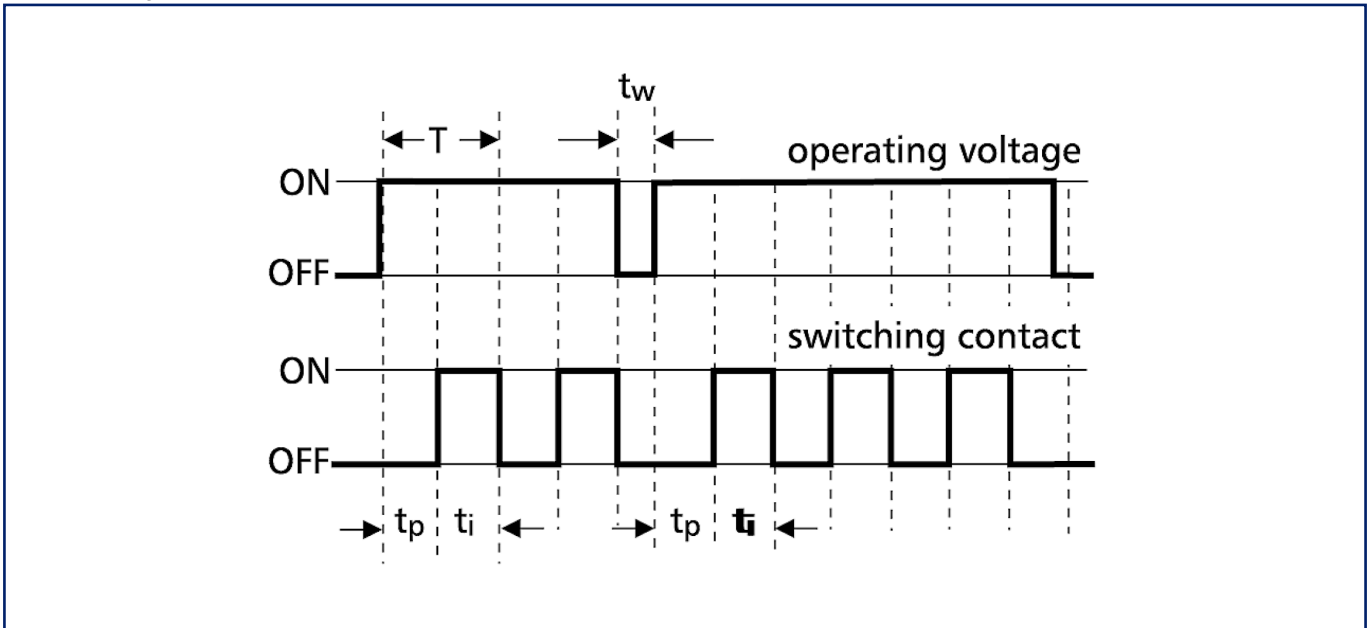 tw
T
operating voltage
ON
OFF
switching contact
ON
OFF
tp ti tp ti